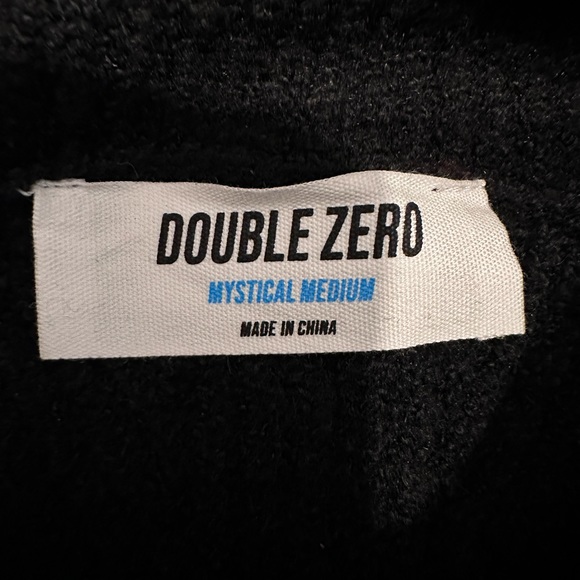 DOUBLE ZERO
MYSTICAL MEDIUM
MADE IN CHINA